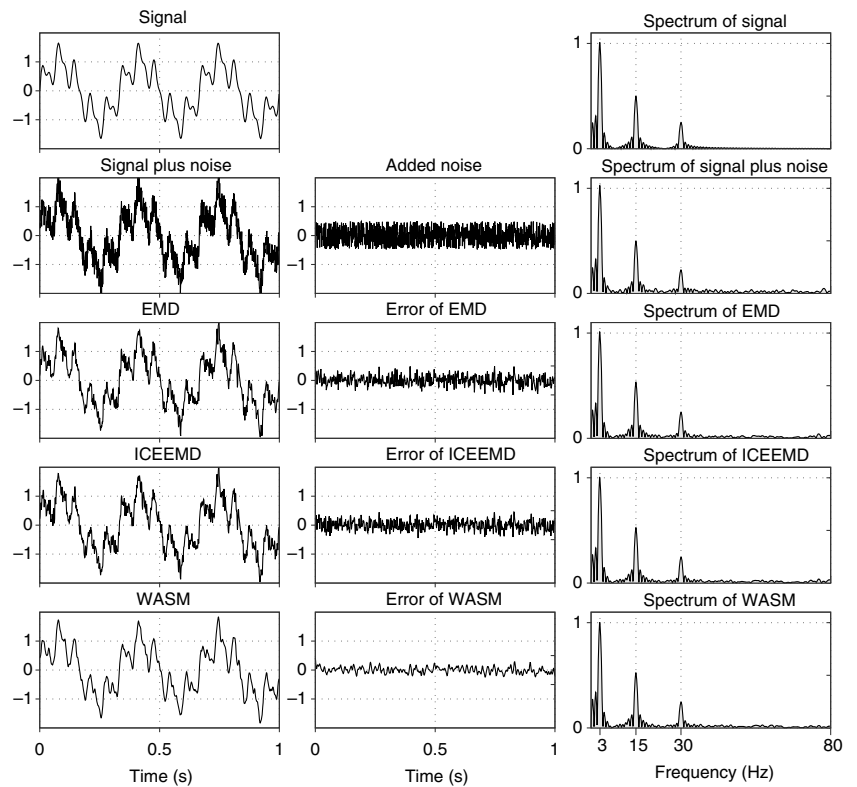 Signal
Spectrum of signal
1
0
−1
1
0
Signal plus noise
Added noise
Spectrum of signal plus noise
1
0
−1
1
0
−1
1
0
EMD
Error of EMD
Spectrum of EMD
1
0
−1
1
0
−1
1
0
ICEEMD
Error of ICEEMD
Spectrum of ICEEMD
1
0
−1
1
0
−1
1
0
WASM
Error of WASM
Spectrum of WASM
1
0
−1
1
0
−1
1
0
0 0.5 1
0 0.5 1
3 15 30 80
Time (s)
Time (s)
Frequency (Hz)